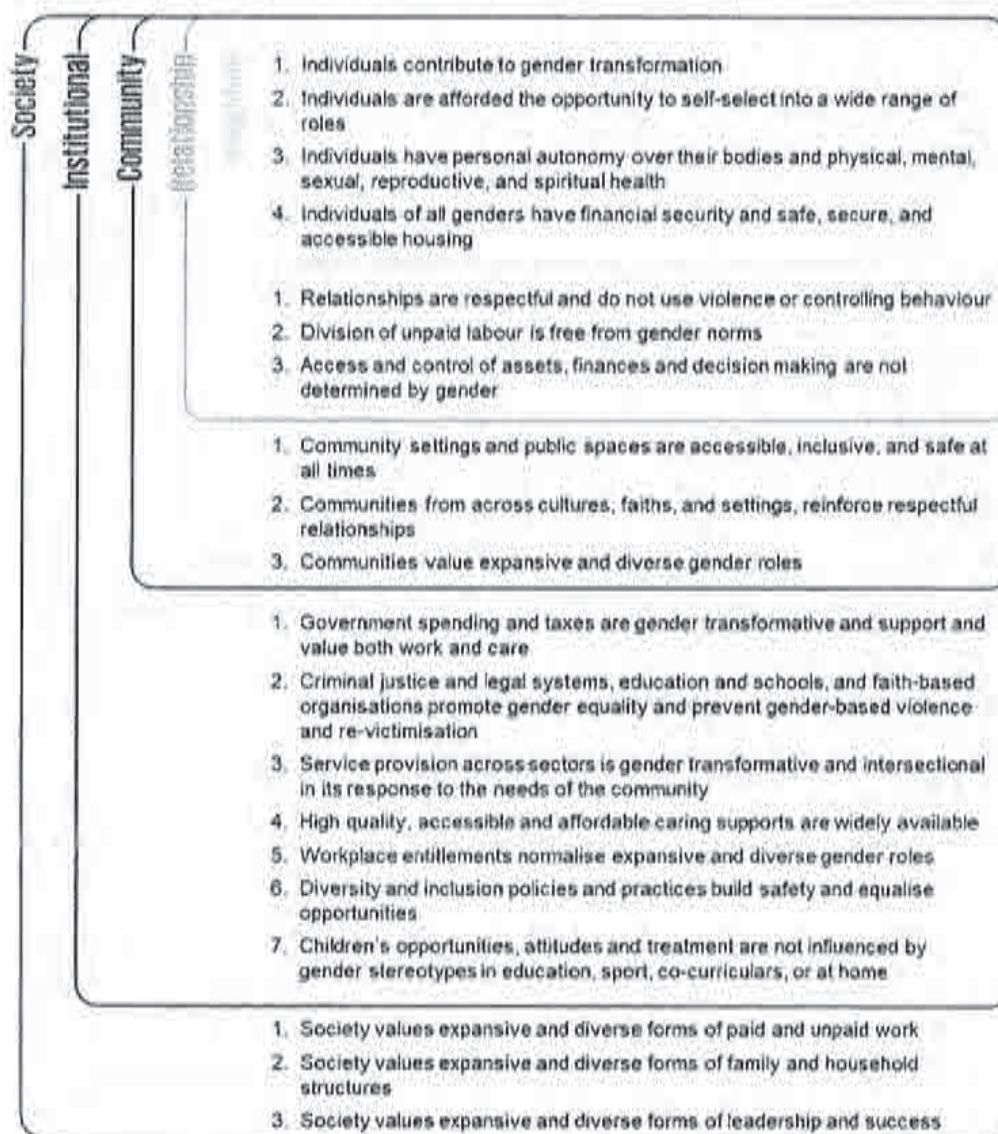 Society
Institutional
Community
Relationship
1. Individuals contribute to gender transformation
2. Individuals are afforded the opportunity to self-select into a wide range of
roles
3. Individuals have personal autonomy over their bodies and physical, mental,
sexual, reproductive, and spiritual health
4. Individuals of all genders have financial security and safe, secure, and
accessible housing
1. Relationships are respectful and do not use violence or controlling behaviour
2. Division of unpaid labour is free from gender norms
3. Access and control of assets, finances and decision making are not
determined by gender
1. Community settings and public spaces are accessible, inclusive, and safe at
all times
2. Communities from across cultures, faiths, and settings, reinforce respectful
relationships
3. Communities value expansive and diverse gender roles
1. Government spending and taxes are gender transformative and support and
value both work and care
2. Criminal justice and legal systems, education and schools, and faith-based
organisations promote gender equality and prevent gender-based violence
and re-victimisation
3. Service provision across sectors is gender transformative and intersectional
in its response to the needs of the community
4. High quality, accessible and affordable caring supports are widely available
5. Workplace entitlements normalise expansive and diverse gender roles
6. Diversity and inclusion policies and practices build safety and equalise
opportunities
7. Children's opportunities, attitudes and treatment are not influenced by
gender stereotypes in education, sport, co-curriculars, or at home
1. Society values expansive and diverse forms of paid and unpaid work
2. Society values expansive and diverse forms of family and household
structures
3. Society values expansive and diverse forms of leadership and success